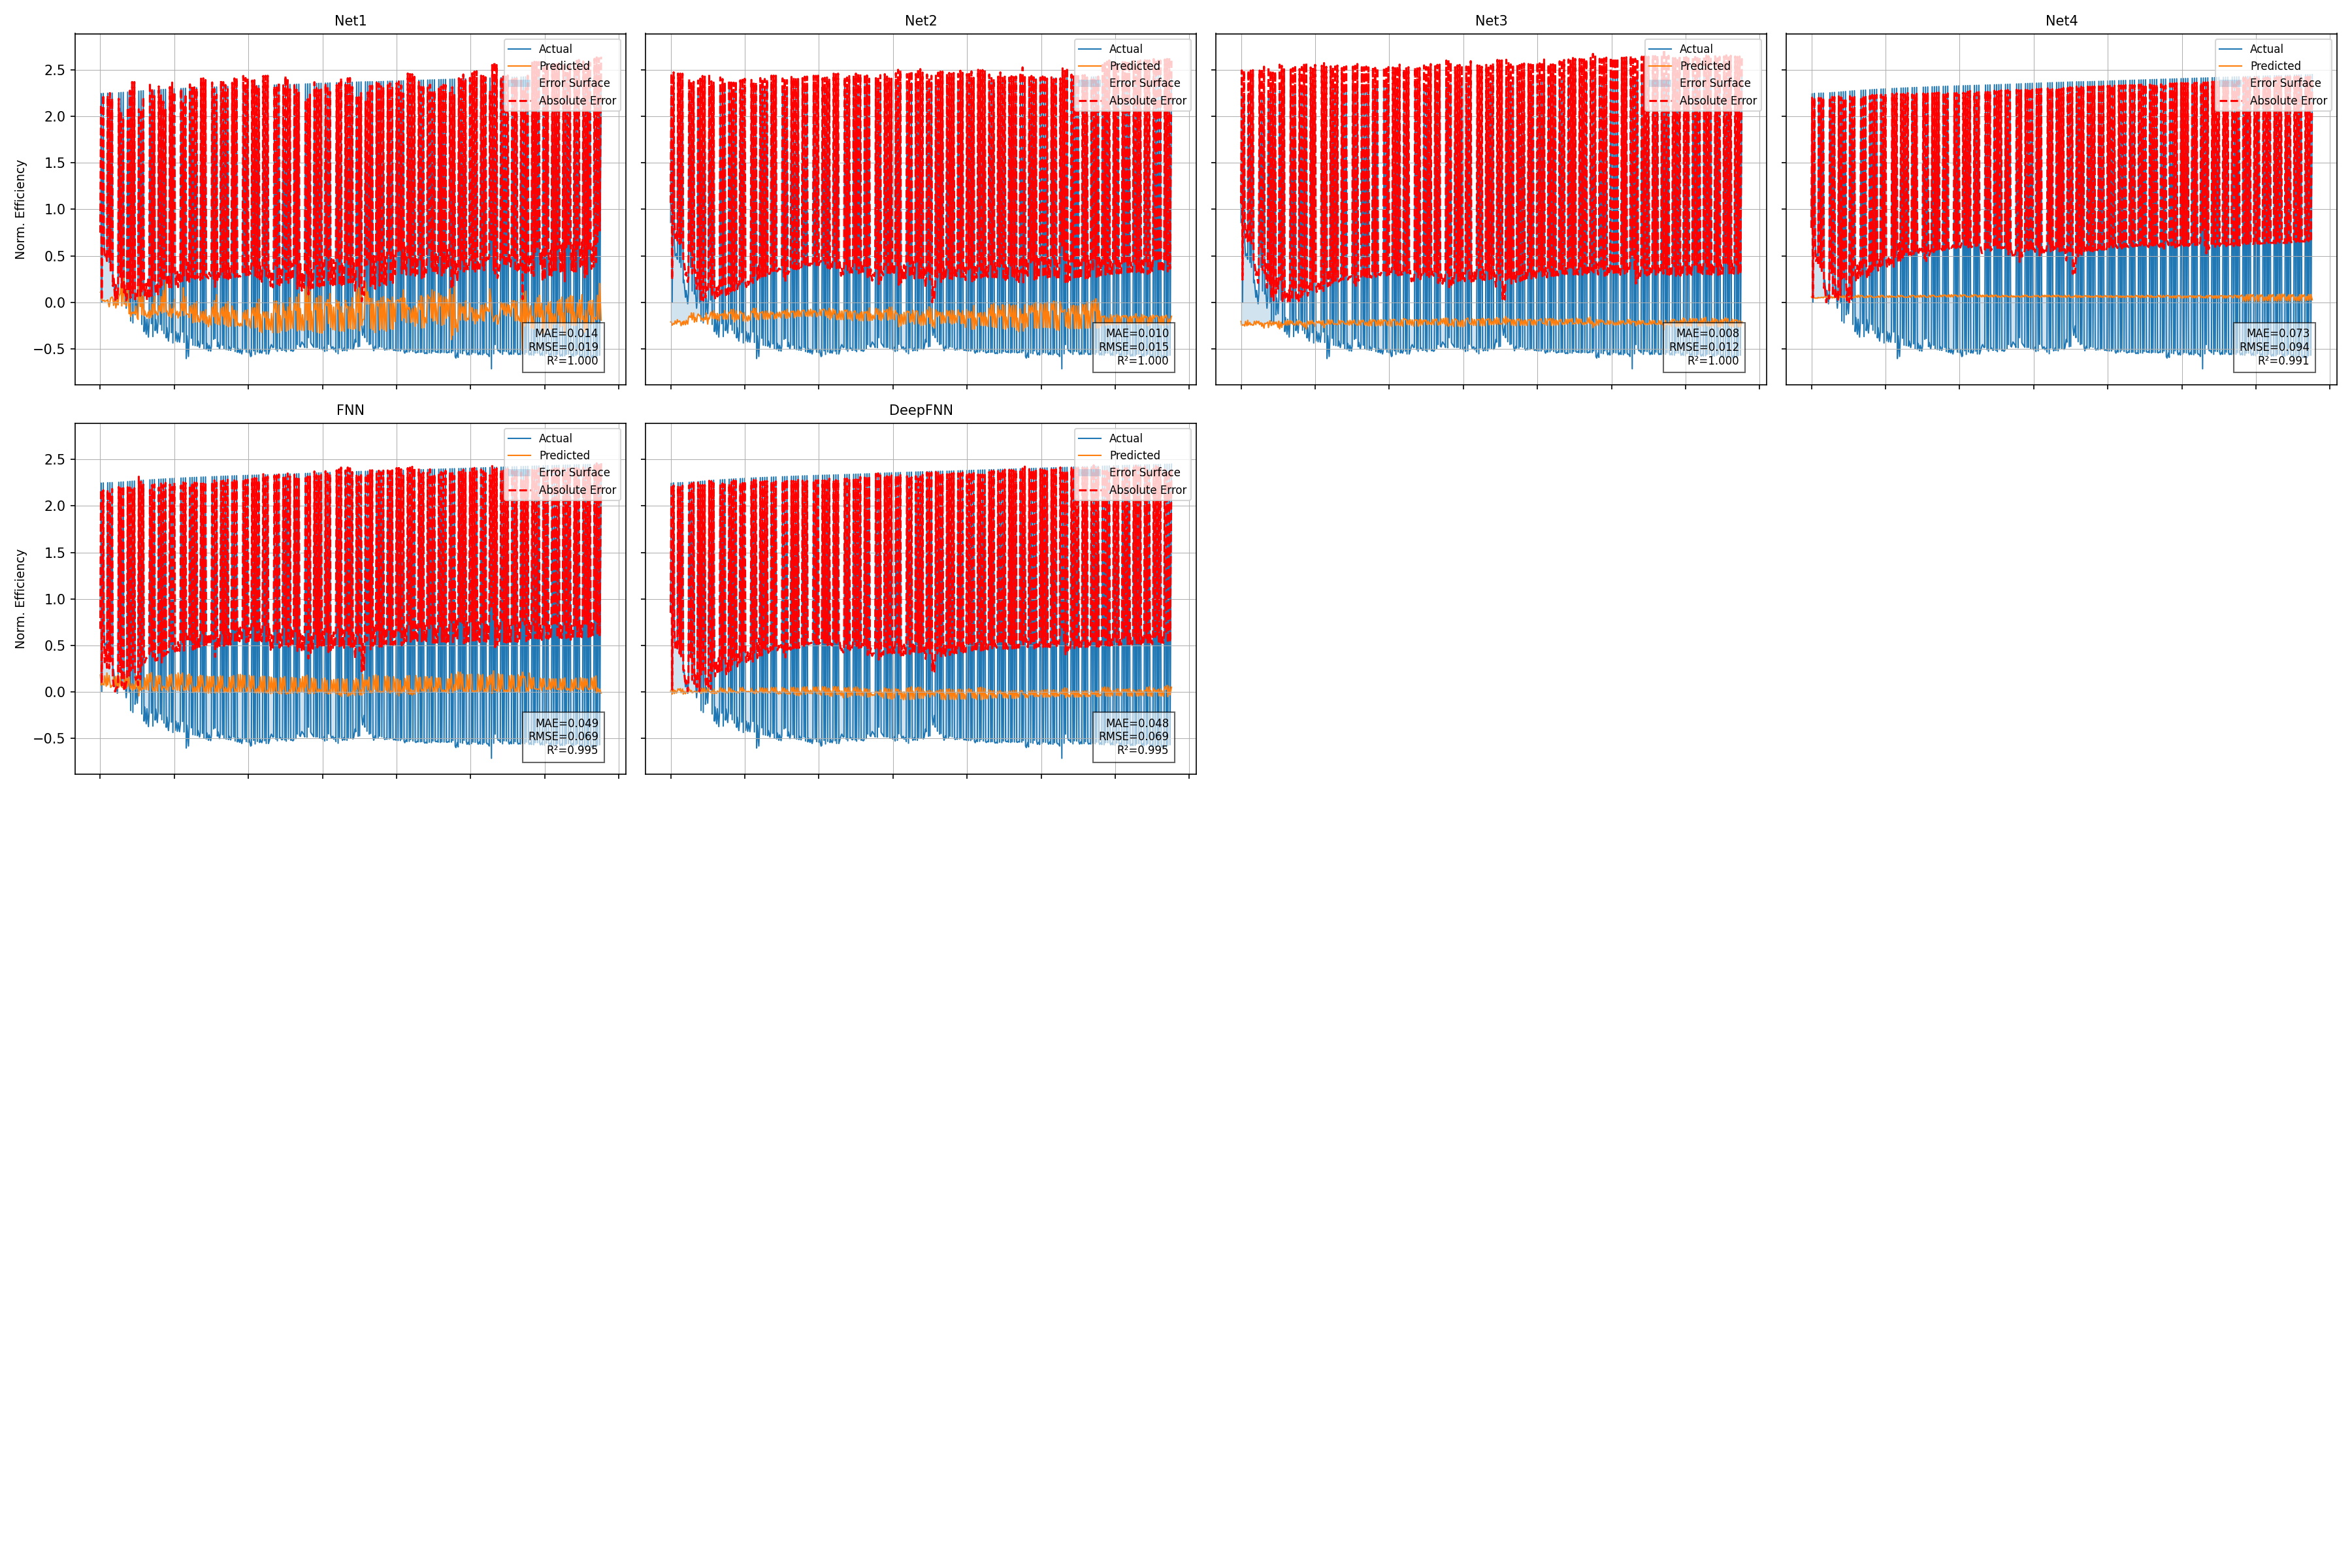 Net1
Net2
Net3
Net4
Norm. Efficiency
2.5
2.0
1.5
1.0
0.5
0.0
−0.5
Actual
Predicted
Error Surface
Absolute Error
MAE=0.014
RMSE=0.019
R²=1.000
Actual
Predicted
Error Surface
Absolute Error
MAE=0.010
RMSE=0.015
R²=1.000
Actual
Predicted
Error Surface
Absolute Error
MAE=0.008
RMSE=0.012
R²=1.000
Actual
Predicted
Error Surface
Absolute Error
MAE=0.073
RMSE=0.094
R²=0.991
FNN
DeepFNN
Norm. Efficiency
2.5
2.0
1.5
1.0
0.5
0.0
−0.5
Actual
Predicted
Error Surface
Absolute Error
MAE=0.049
RMSE=0.069
R²=0.995
Actual
Predicted
Error Surface
Absolute Error
MAE=0.048
RMSE=0.069
R²=0.995